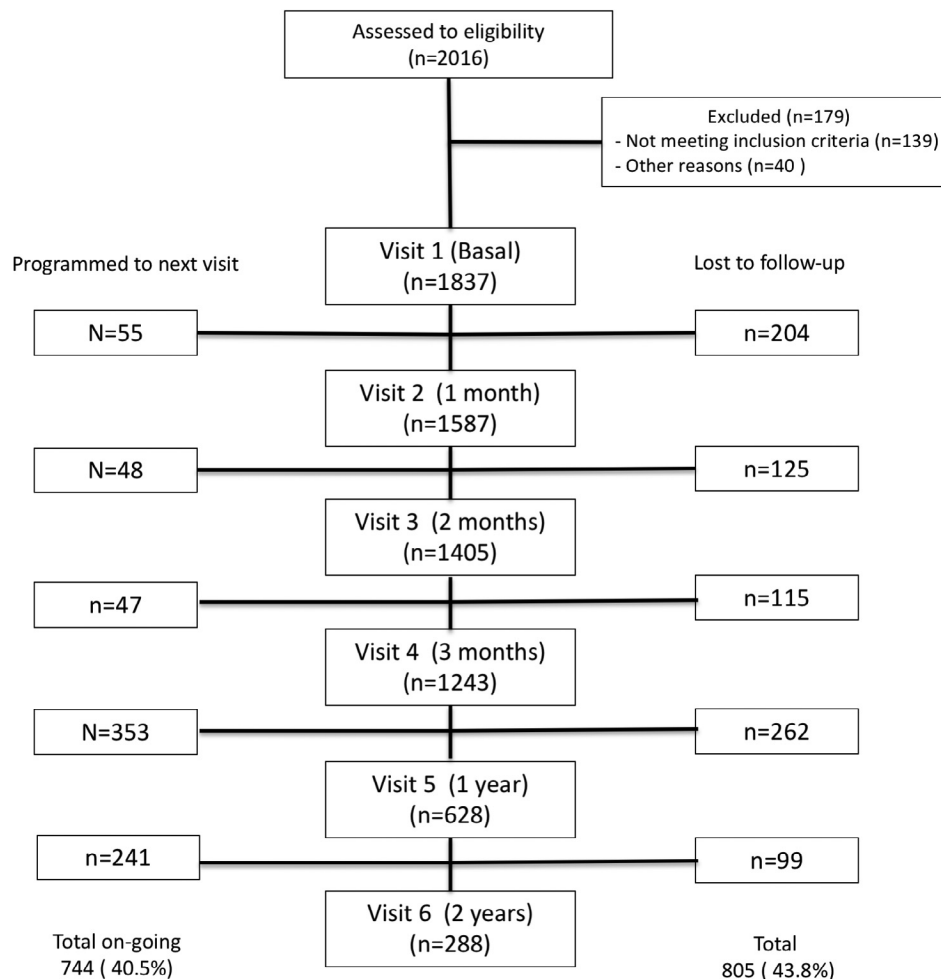 Assessed to eligibility
(n=2016)
Excluded (n=179)
- Not meeting inclusion criteria (n=139)
- Other reasons (n=40 )
Visit 1 (Basal)
(n=1837)
Programmed to next visit
Lost to follow-up
N=55
n=204
Visit 2 (1 month)
(n=1587)
N=48
n=125
Visit 3 (2 months)
(n=1405)
n=47
n=115
Visit 4 (3 months)
(n=1243)
N=353
n=262
Visit 5 (1 year)
(n=628)
n=241
n=99
Visit 6 (2 years)
(n=288)
Total on-going
744 ( 40.5%)
Total
805 ( 43.8%)